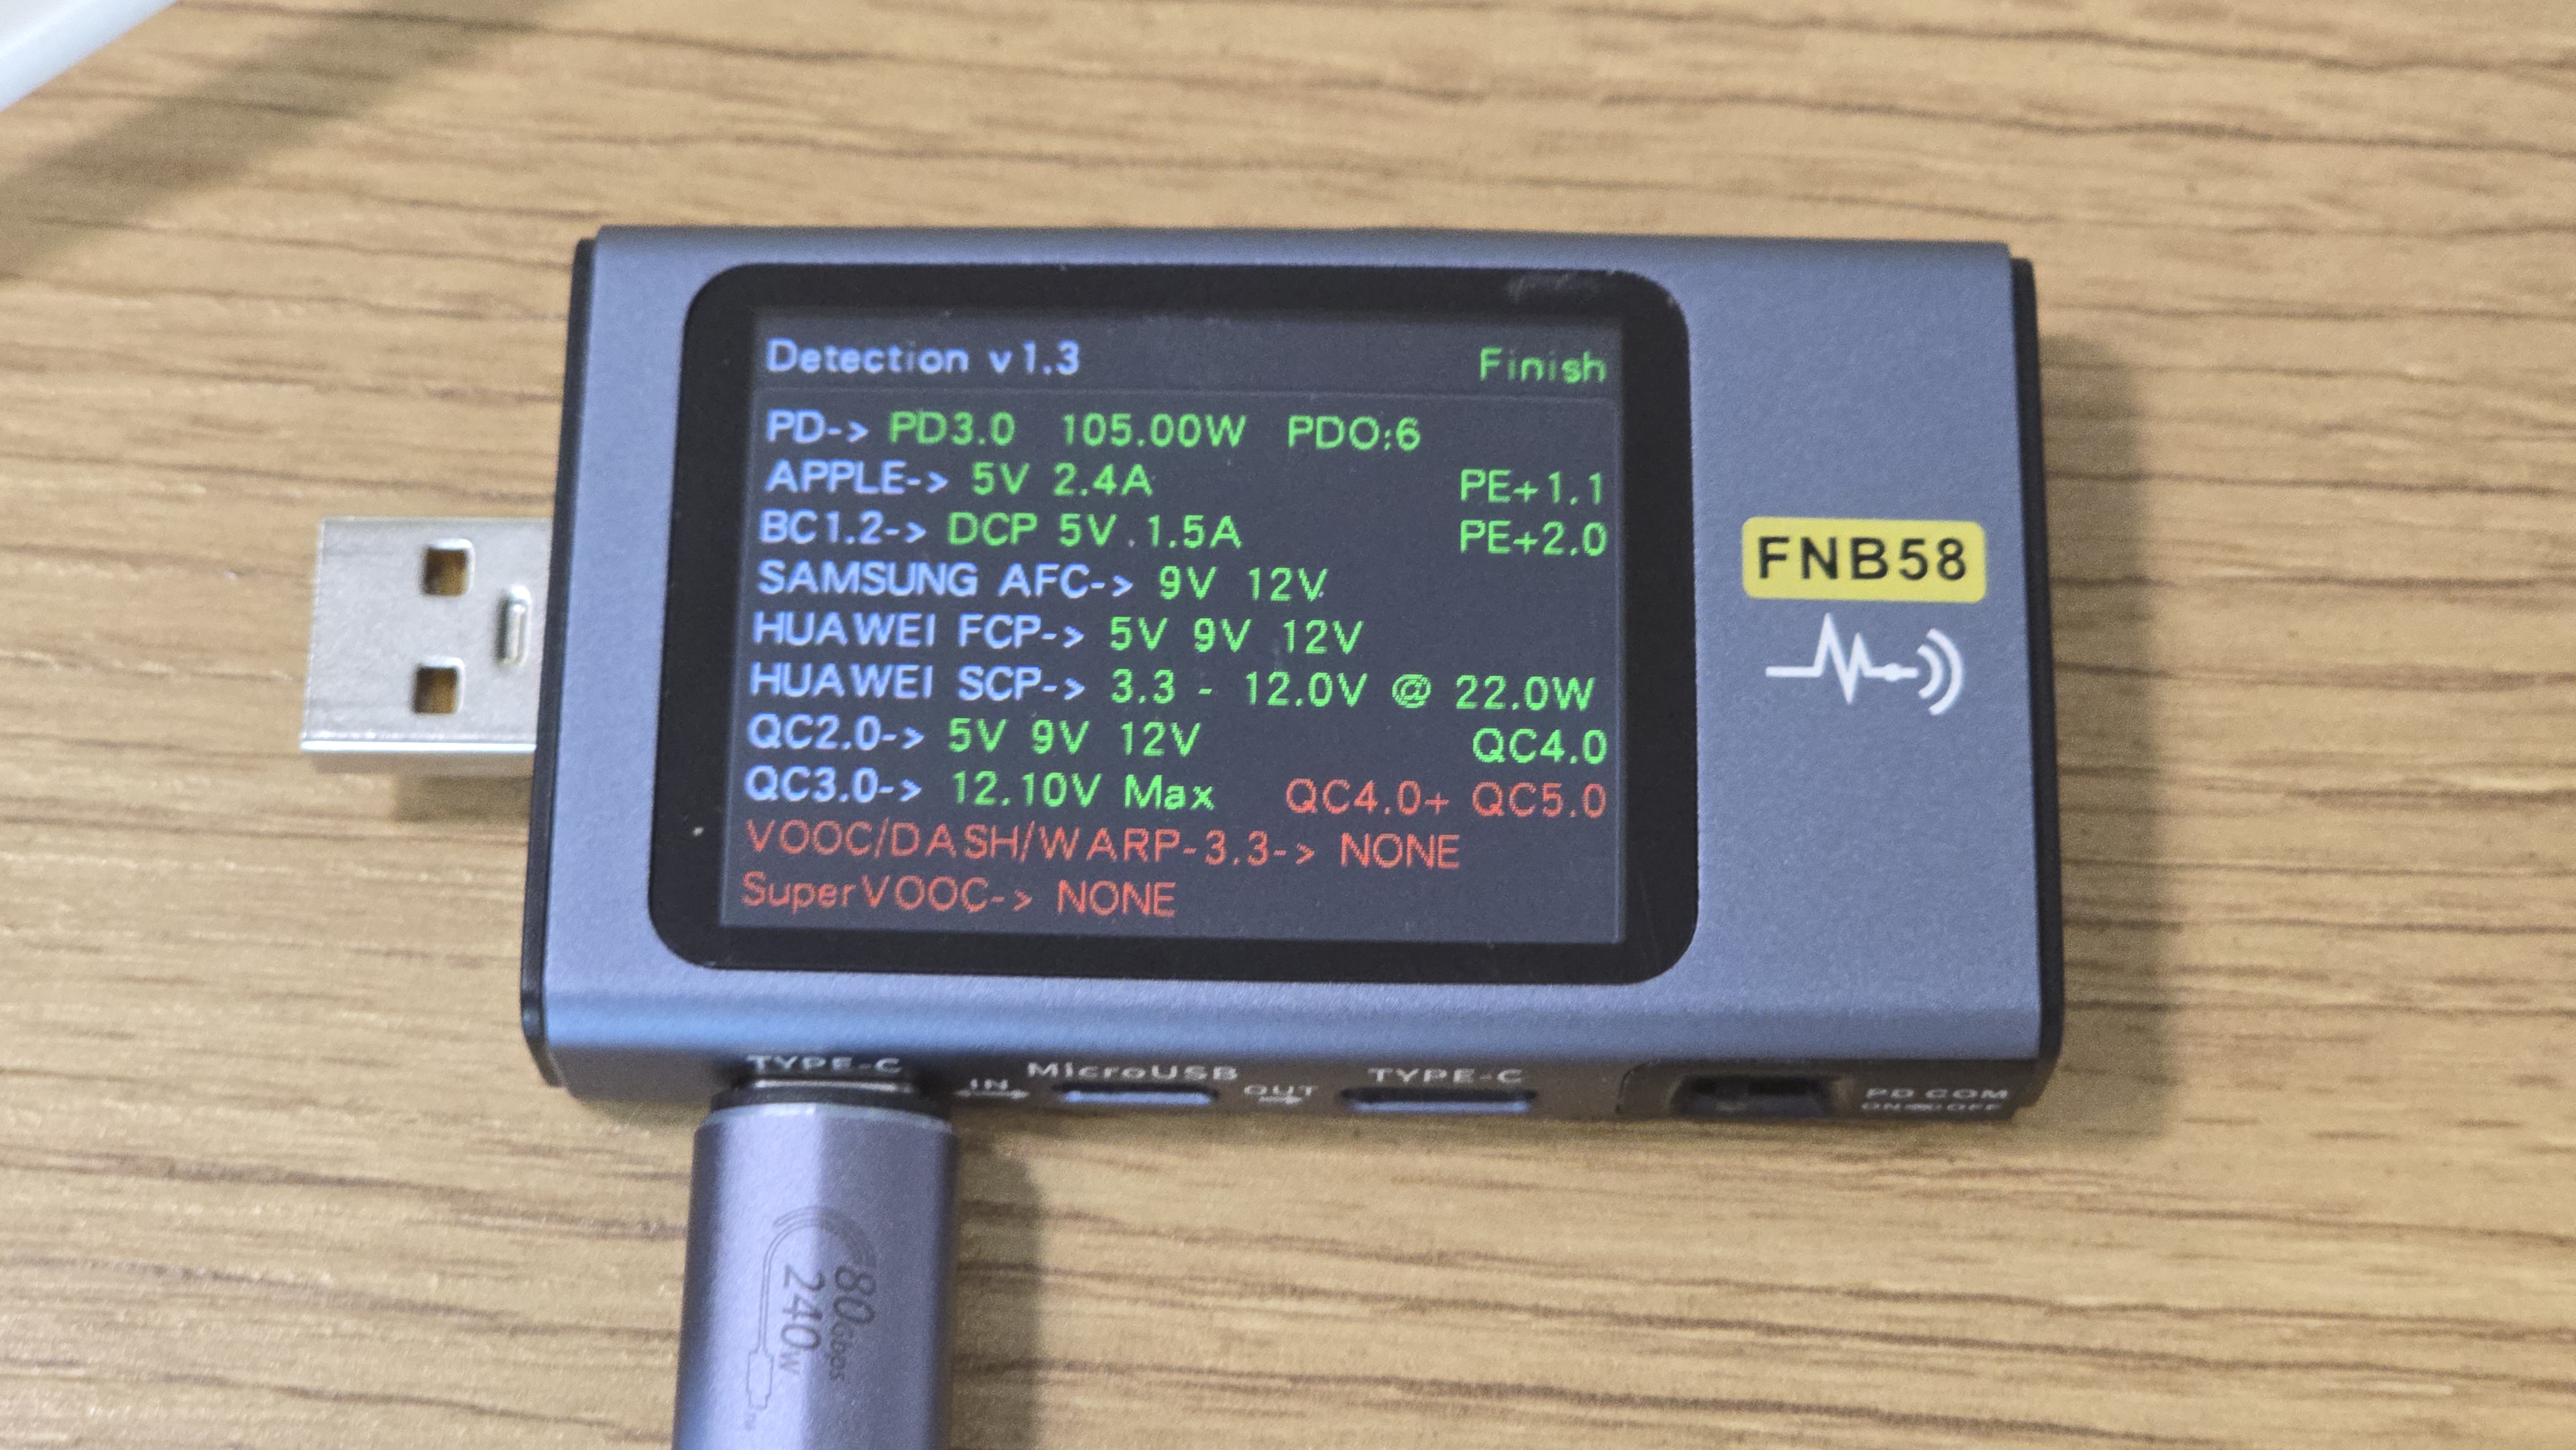 Detection v1.3 Finish
PD-> PD3.0 105.00W PDO:6
APPLE-> 5V 2.4A PE+1.1
BC1.2-> DCP 5V 1.5A PE+2.0
SAMSUNG AFC-> 9V 12V
HUAWEI FCP-> 5V 9V 12V
HUAWEI SCP-> 3.3 - 12.0V @ 22.0W
QC2.0-> 5V 9V 12V QC4.0
QC3.0-> 12.10V Max QC4.0+ QC5.0
VOOC/DASH/WARP-3.3-> NONE
SuperVOOC-> NONE
FNB58
TYPE-C IN MicroUSB OUT TYPE-C
PD COM
ON OFF
80Gbps
240W